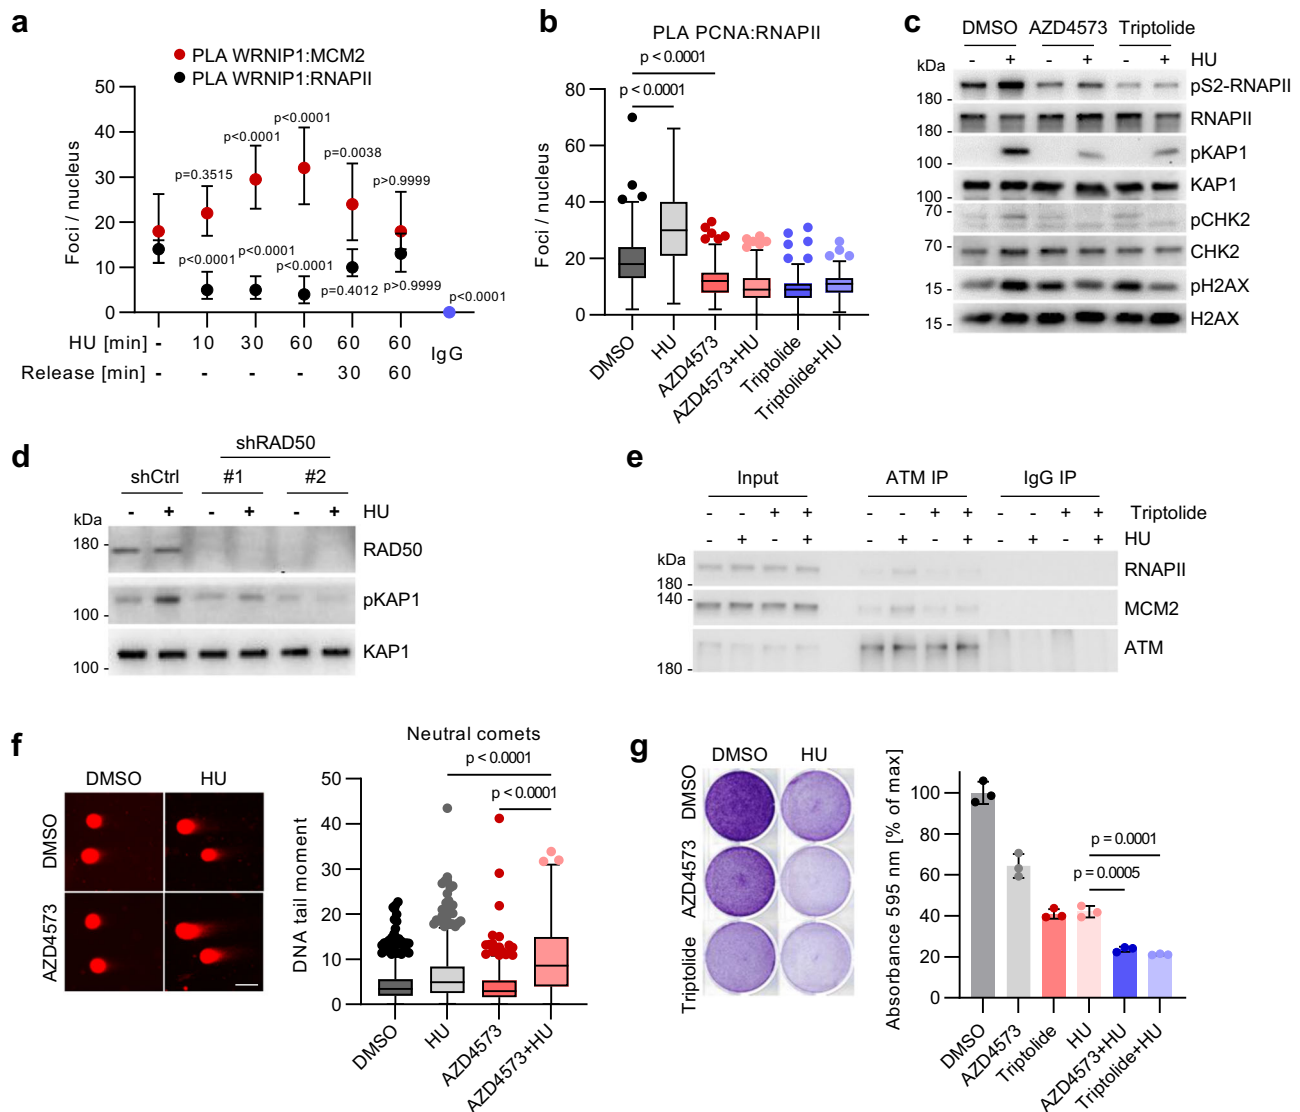 a
PLA WRNIP1:MCM2
PLA WRNIP1:RNAPII
Foci / nucleus
50
40
30
20
10
0
p=0.3515
p<0.0001
p<0.0001
p=0.0038
p>0.9999
p<0.0001
p<0.0001
p<0.0001
p=0.4012
p>0.9999
p<0.0001
HU [min] - 10 30 60 60 60
IgG
Release [min] - - - - 30 60
b
PLA PCNA:RNAPII
p < 0.0001
p < 0.0001
Foci / nucleus
80
60
40
20
0
DMSO
HU
AZD4573
AZD4573+HU
Triptolide
Triptolide+HU
c
DMSO AZD4573 Triptolide
- + - + - + HU
kDa
180 - pS2-RNAPII
180 - RNAPII
100 - pKAP1
100 - KAP1
70 - pCHK2
70 - CHK2
15 - pH2AX
15 - H2AX
d
shRAD50
shCtrl #1 #2
- + - + - + HU
kDa
180 - RAD50
100 - pKAP1
100 - KAP1
e
Input ATM IP IgG IP
- - + + - - + + - - + + Triptolide
- + - + - + - + - + - + HU
kDa
180 - RNAPII
140 - MCM2
180 - ATM
f
DMSO HU
DMSO
AZD4573
Neutral comets
p < 0.0001
p < 0.0001
DNA tail moment
50
40
30
20
10
0
DMSO
HU
AZD4573
AZD4573+HU
g
DMSO HU
DMSO
AZD4573
Triptolide
Absorbance 595 nm [% of max]
100
80
60
40
20
0
p = 0.0001
p = 0.0005
DMSO
AZD4573
Triptolide
HU
AZD4573+HU
Triptolide+HU